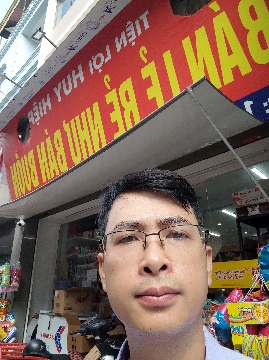 TIỆN LỢI HUY HIỆP
BÁN LẺ RẺ NHƯ BÁN BUÔN